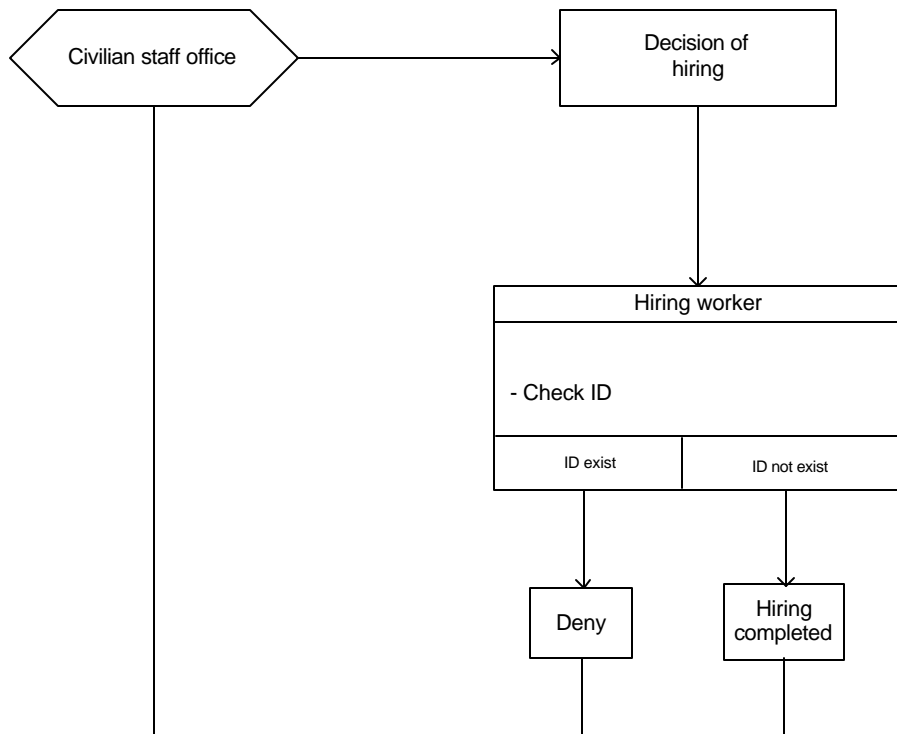 Civilian staff office
Decision of
hiring
Hiring worker
- Check ID
ID exist
ID not exist
Deny
Hiring
completed